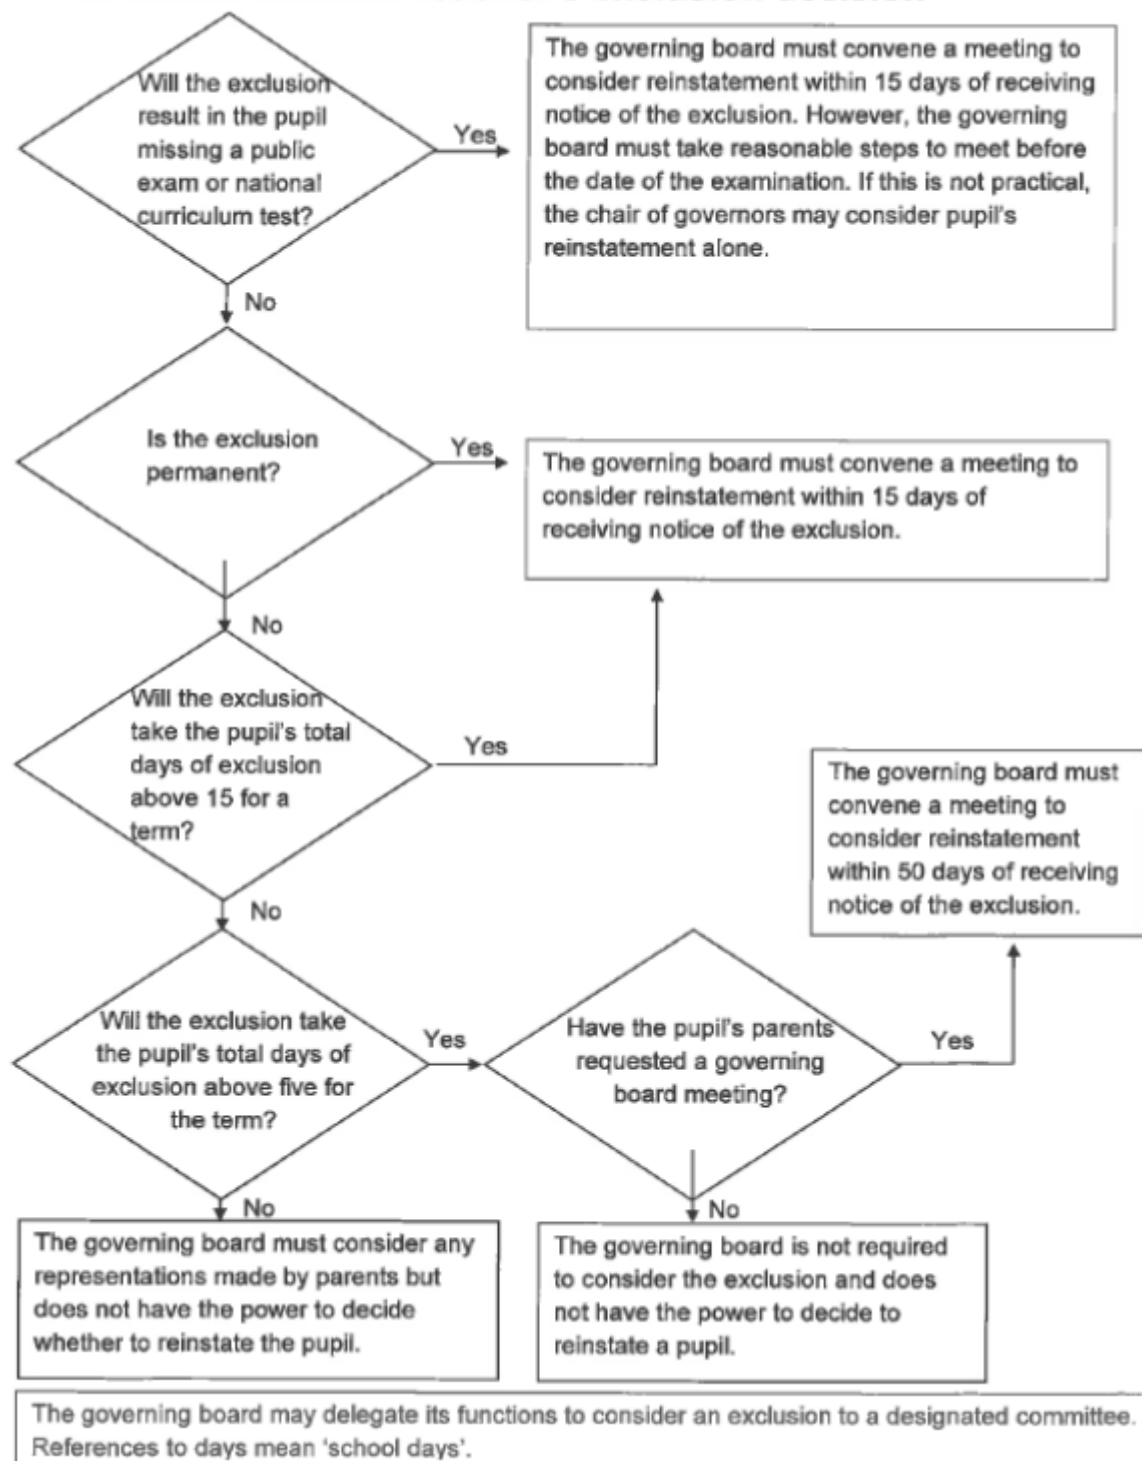 Will the exclusion
result in the pupil
missing a public
exam or national
curriculum test?
Yes
The governing board must convene a meeting to
consider reinstatement within 15 days of receiving
notice of the exclusion. However, the governing
board must take reasonable steps to meet before
the date of the examination. If this is not practical,
the chair of governors may consider pupil's
reinstatement alone.
No
Is the exclusion
permanent?
Yes
The governing board must convene a meeting to
consider reinstatement within 15 days of
receiving notice of the exclusion.
No
Will the exclusion
take the pupil's total
days of exclusion
above 15 for a
term?
Yes
The governing board must
convene a meeting to
consider reinstatement
within 50 days of receiving
notice of the exclusion.
No
Will the exclusion take
the pupil's total days of
exclusion above five for
the term?
Yes
Have the pupil's parents
requested a governing
board meeting?
Yes
No
The governing board must consider any
representations made by parents but
does not have the power to decide
whether to reinstate the pupil.
No
The governing board is not required
to consider the exclusion and does
not have the power to decide to
reinstate a pupil.
The governing board may delegate its functions to consider an exclusion to a designated committee.
References to days mean 'school days'.